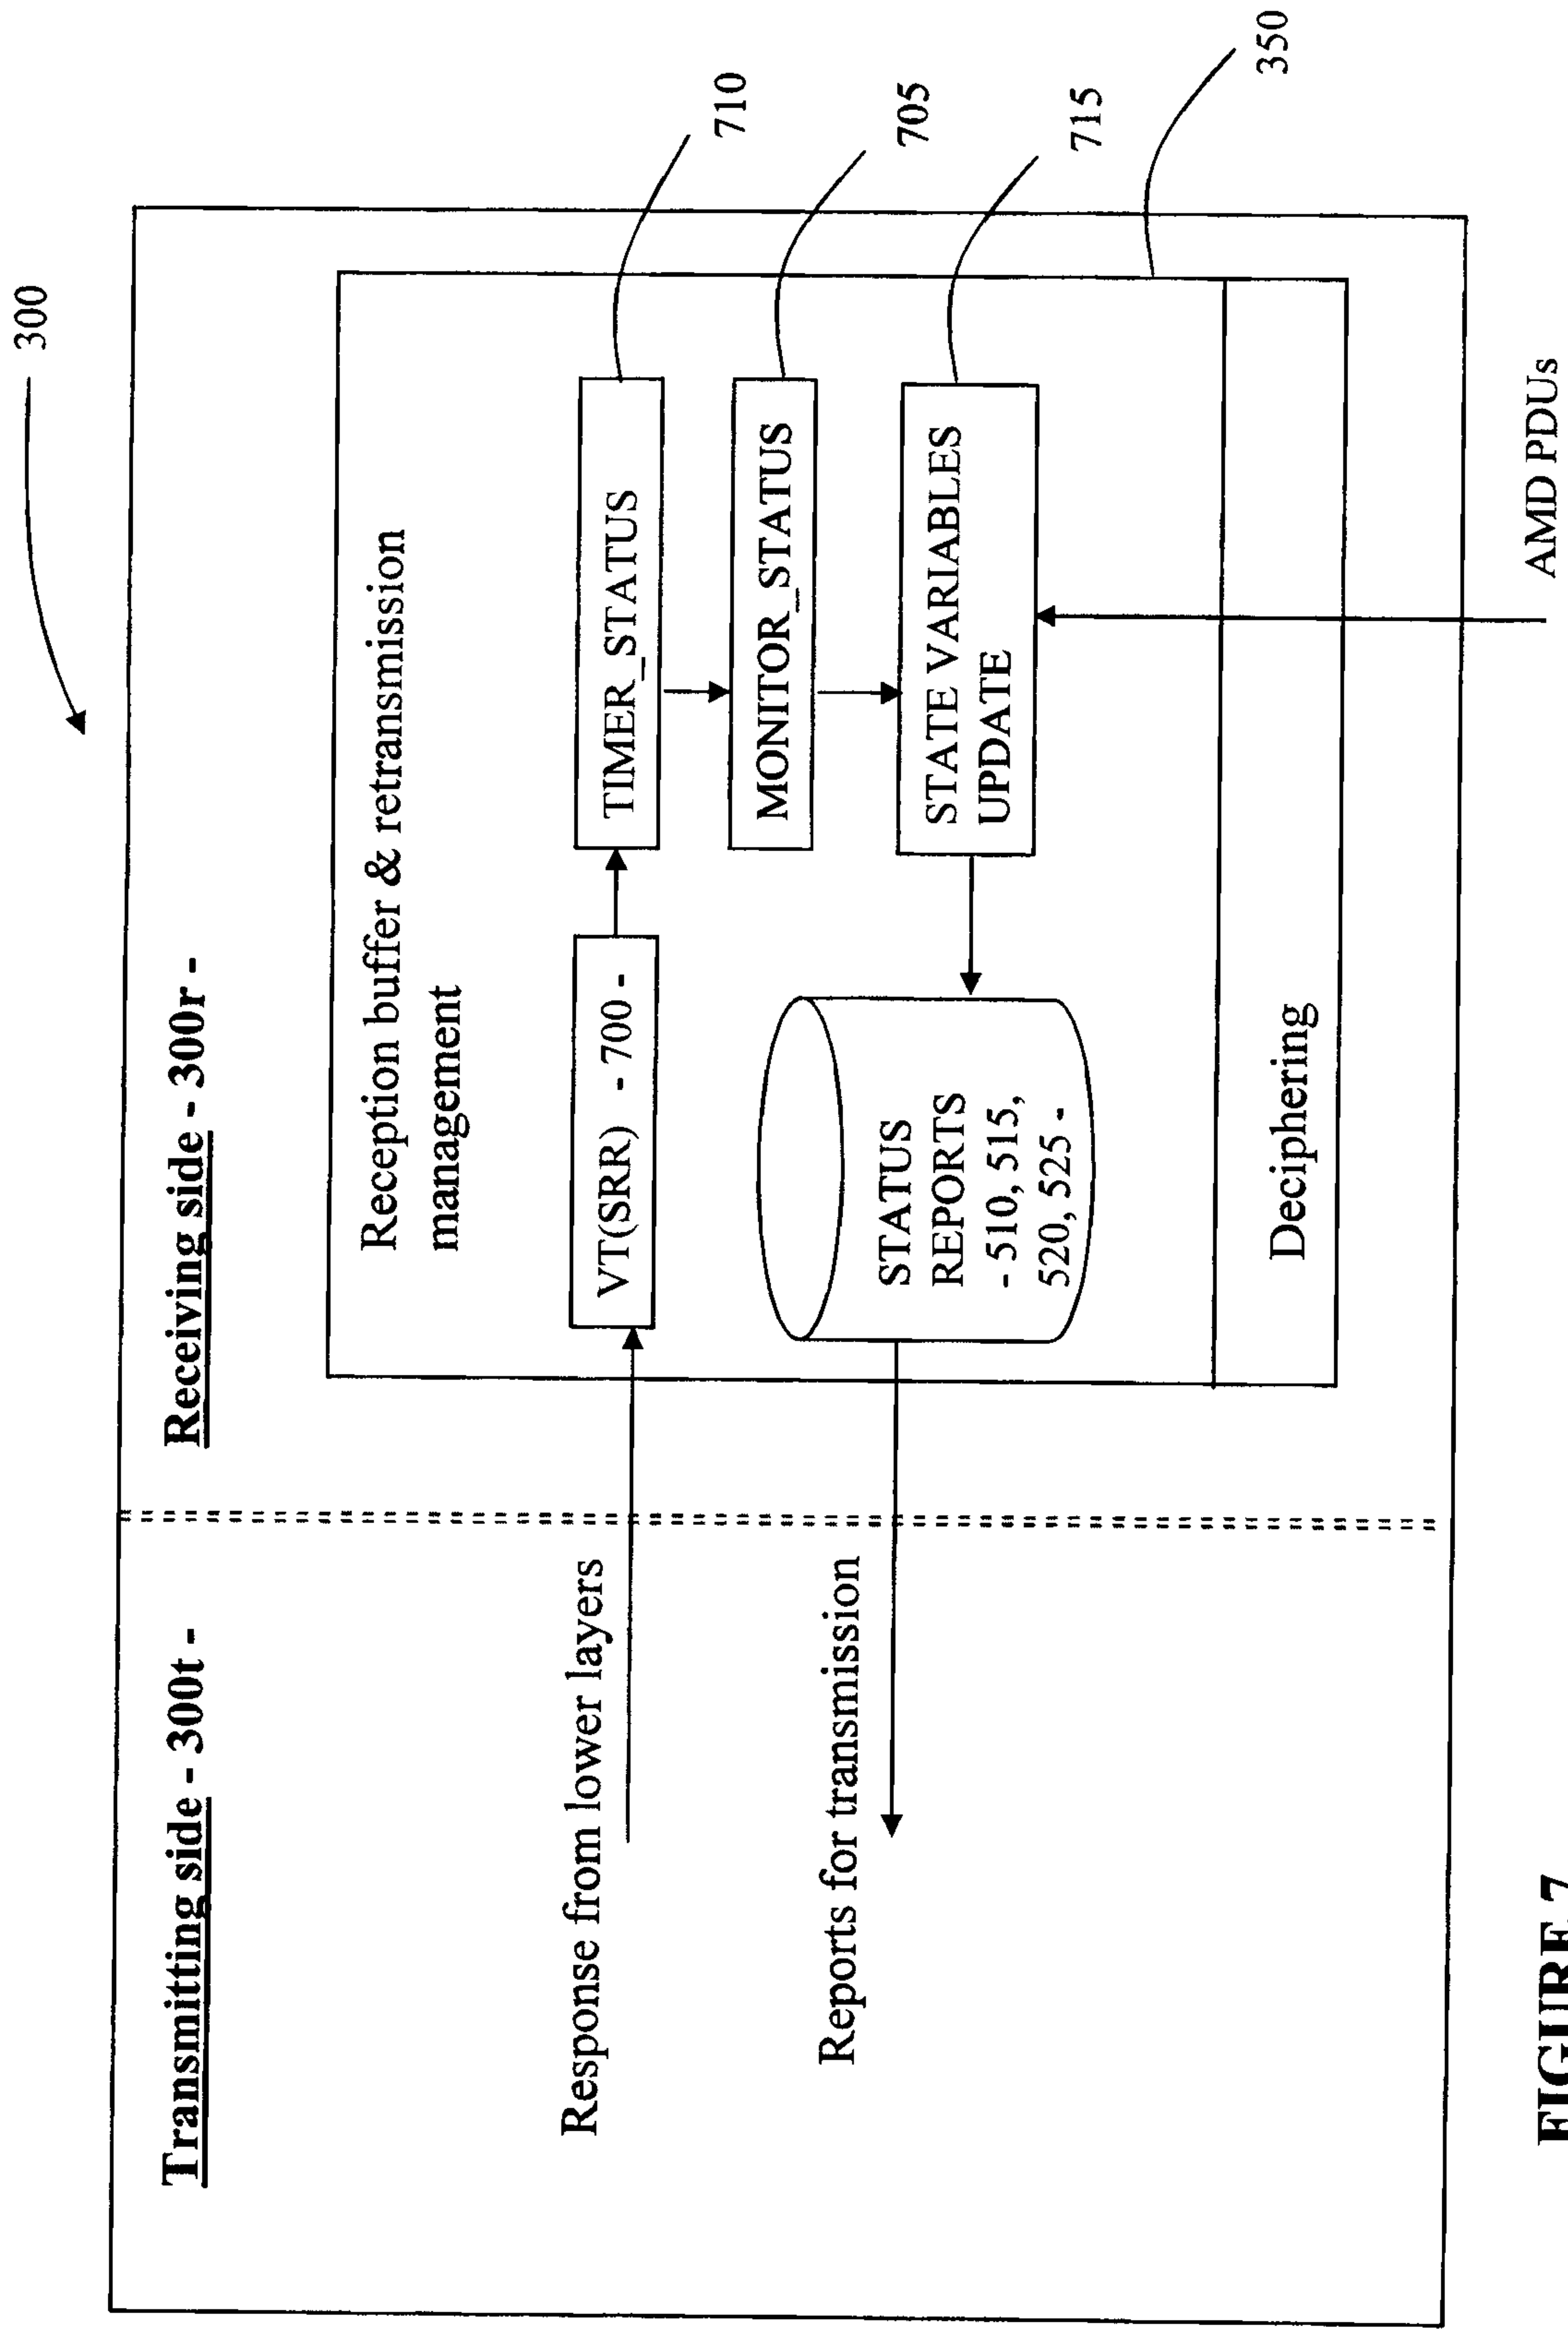 300
Transmitting side - 300t -
Receiving side - 300r -
Reception buffer & retransmission
management
Response from lower layers
VT(SRR) - 700 -
TIMER_STATUS
710
MONITOR_STATUS
705
Reports for transmission
STATUS
REPORTS
- 510, 515,
520, 525 -
STATE VARIABLES
UPDATE
715
Deciphering
350
AMD PDUs
FIGURE 7